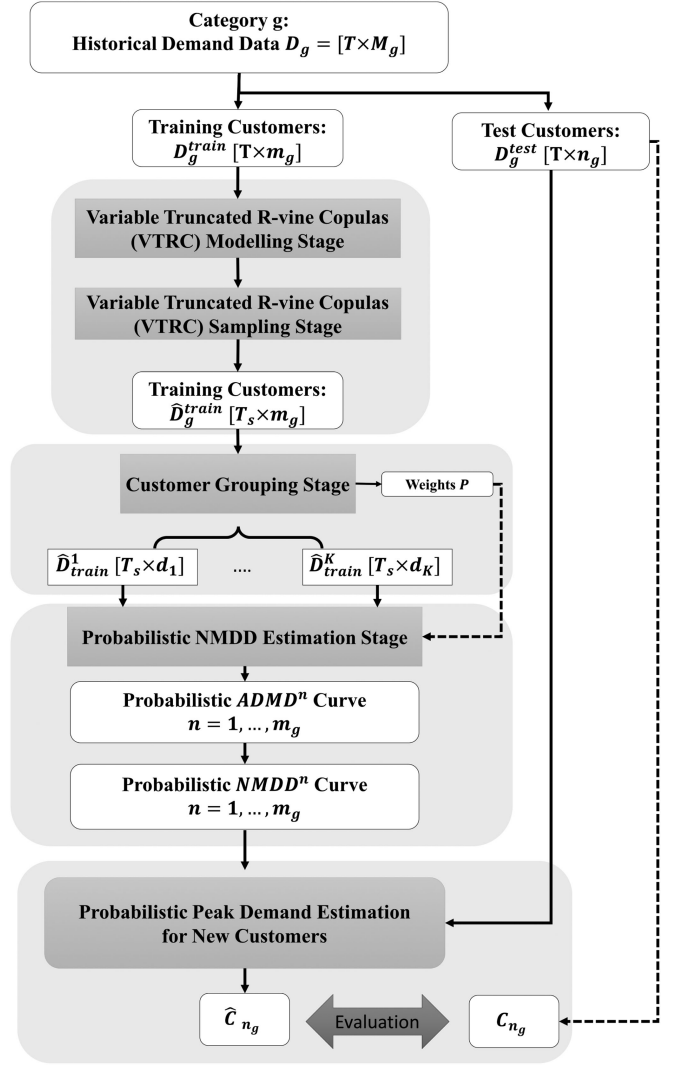 Category g:
Historical Demand Data D_g = [T×M_g]
Training Customers:
D_g^{train} [T×m_g]
Test Customers:
D_g^{test} [T×n_g]
Variable Truncated R-vine Copulas
(VTRC) Modelling Stage
Variable Truncated R-vine Copulas
(VTRC) Sampling Stage
Training Customers:
D̂_g^{train} [T_s×m_g]
Customer Grouping Stage
Weights P
D̂_{train}^1 [T_s×d_1]
....
D̂_{train}^K [T_s×d_K]
Probabilistic NMDD Estimation Stage
Probabilistic ADMD^n Curve
n = 1, ..., m_g
Probabilistic NMDD^n Curve
n = 1, ..., m_g
Probabilistic Peak Demand Estimation
for New Customers
Ĉ_{n_g}
Evaluation
C_{n_g}